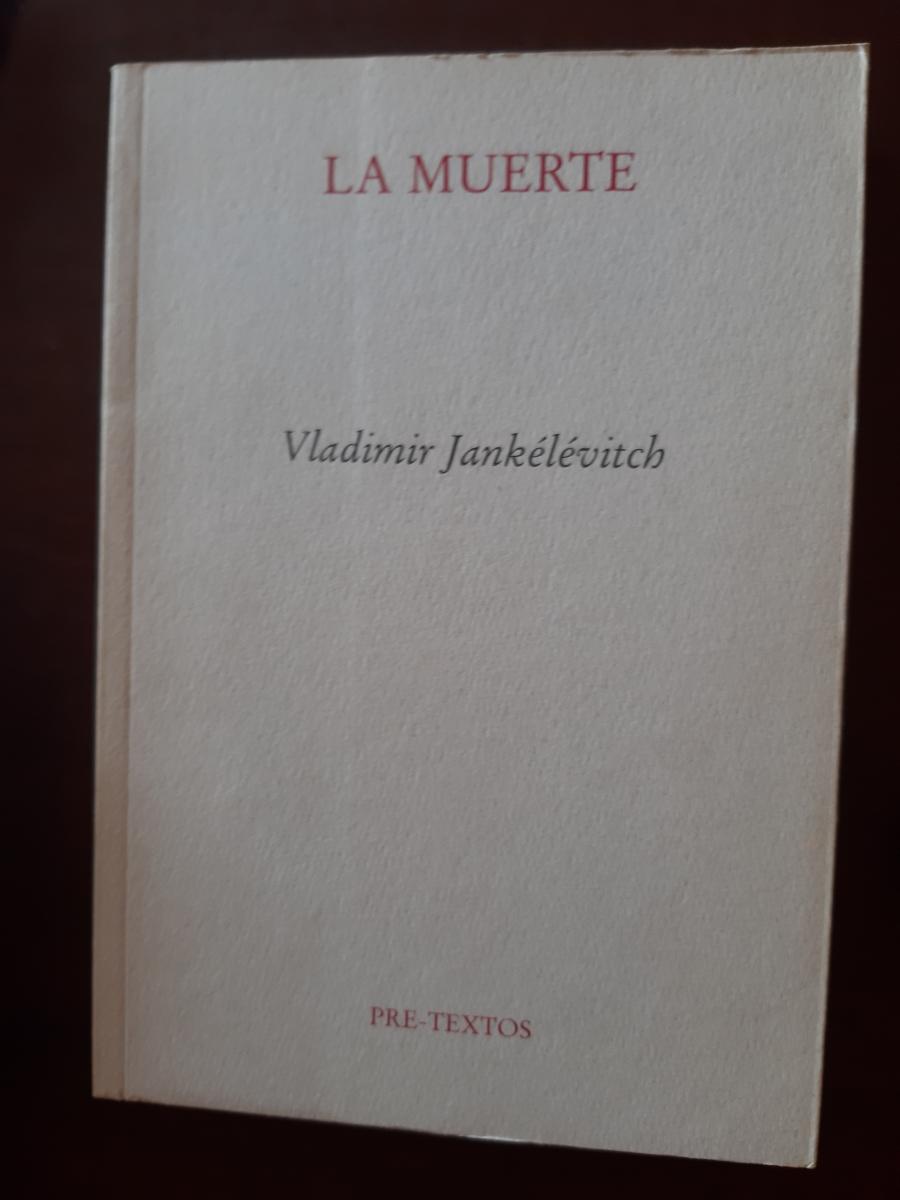 LA MUERTE
Vladimir Jankélévitch
PRE-TEXTOS